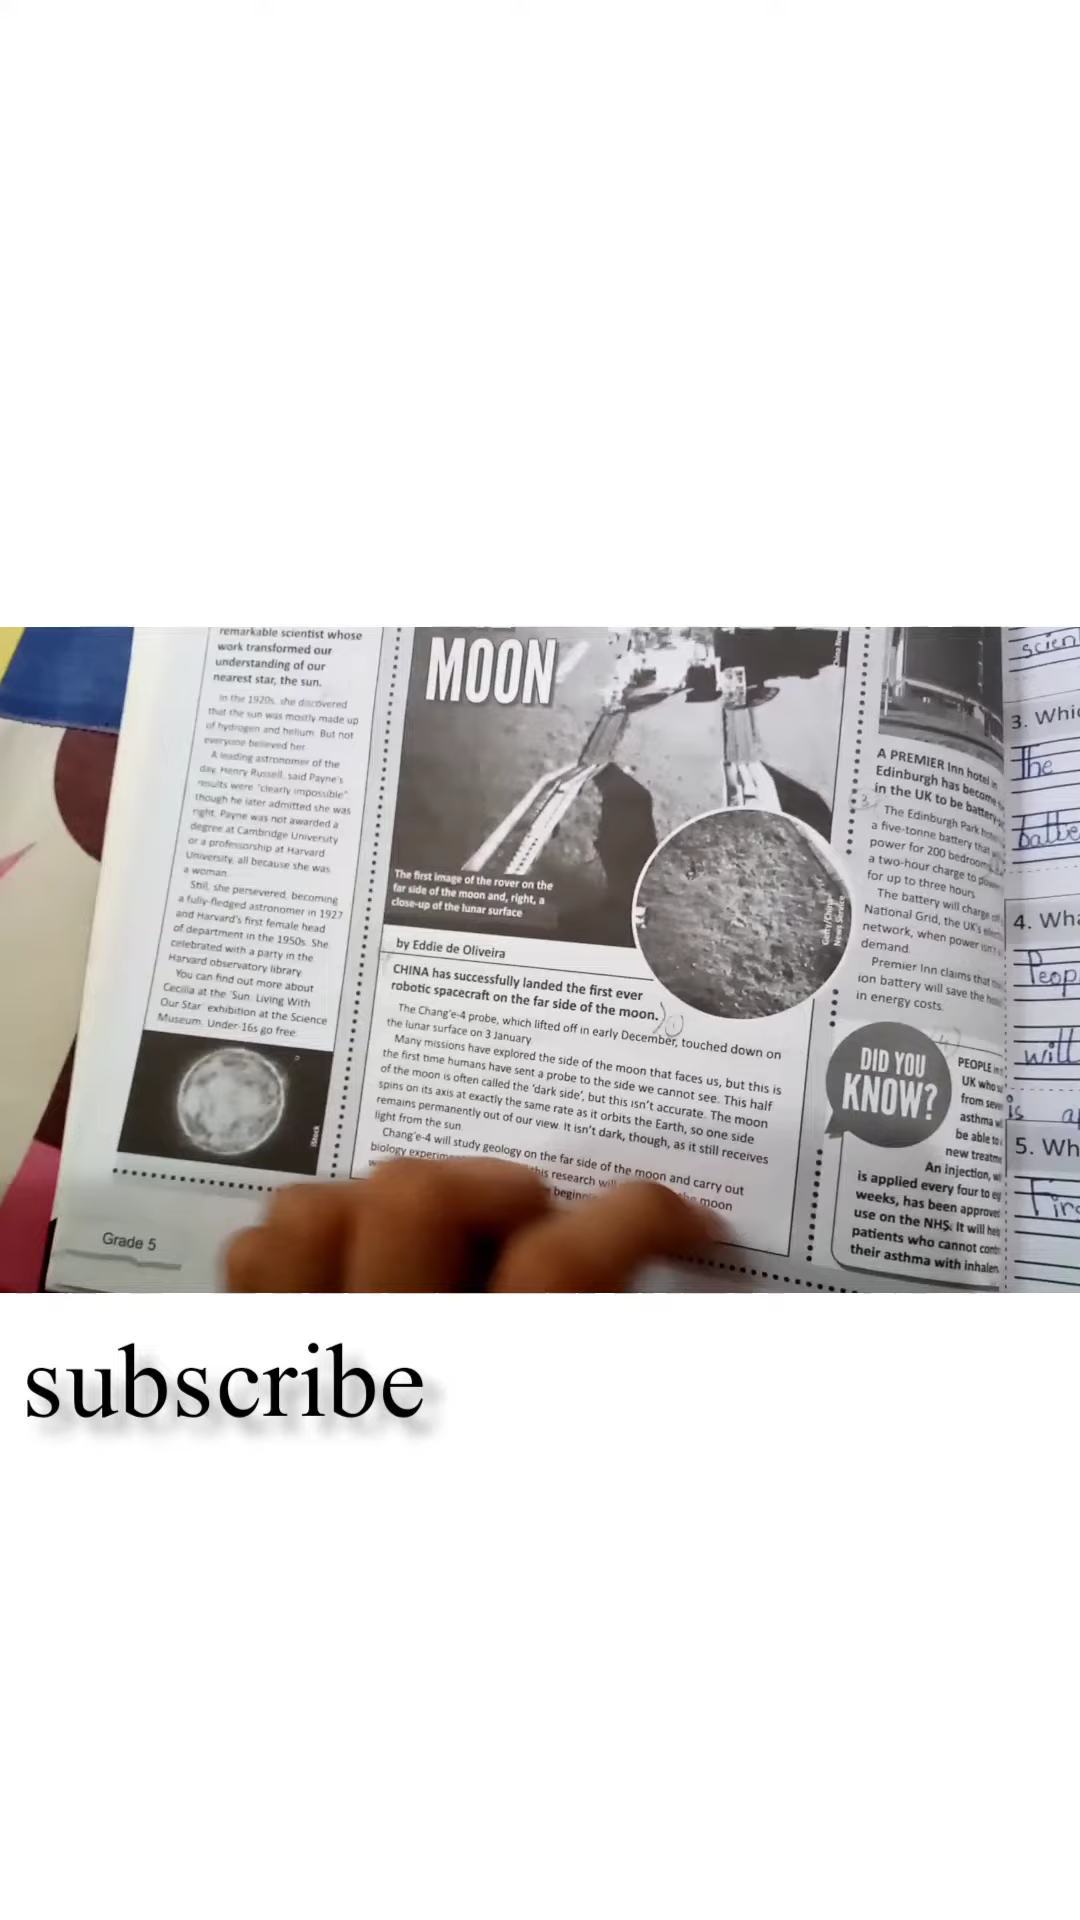 remarkable scientist whose
work transformed our
understanding of our
nearest star, the sun.
In the 1920s, she discovered
that the sun was mostly made up
of hydrogen and helium. But not
everyone believed her.
A leading astronomer of the
day, Henry Russell, said Payne's
results were "clearly impossible"
though he later admitted she was
right. Payne was not awarded a
degree at Cambridge University
or a professorship at Harvard
University, all because she was
a woman.
Still, she persevered, becoming
a fully-fledged astronomer in 1927
and Harvard's first female head
of department in the 1950s. She
celebrated with a party in the
Harvard observatory library.
You can find out more about
Cecilia at the 'Sun: Living With
Our Star' exhibition at the Science
Museum. Under-16s go free.
iStock
Grade 5
MOON
The first image of the rover on the
far side of the moon and, right, a
close-up of the lunar surface
Getty/China
News Service
by Eddie de Oliveira
CHINA has successfully landed the first ever
robotic spacecraft on the far side of the moon.
The Chang'e-4 probe, which lifted off in early December, touched down on
the lunar surface on 3 January.
Many missions have explored the side of the moon that faces us, but this is
the first time humans have sent a probe to the side we cannot see. This half
of the moon is often called the 'dark side', but this isn't accurate. The moon
spins on its axis at exactly the same rate as it orbits the Earth, so one side
remains permanently out of our view. It isn't dark, though, as it still receives
light from the sun.
Chang'e-4 will study geology on the far side of the moon and carry out
biology this research will the moon
A PREMIER Inn hotel in
Edinburgh has become
in the UK to be battery
The Edinburgh Park
a five-tonne battery that
power for 200 bedrooms.
a two-hour charge to power
for up to three hours.
The battery will charge
National Grid, the UK's
network, when power isn't
demand.
Premier Inn claims that
ion battery will save the
in energy costs.
DID YOU
KNOW?
PEOPLE in
UK who
from
asthma
be able to
new
An injection,
is applied every four to
weeks, has been approved
use on the NHS. It will help
patients who cannot
their asthma with
3.
the
4.
will
is
5.
subscribe